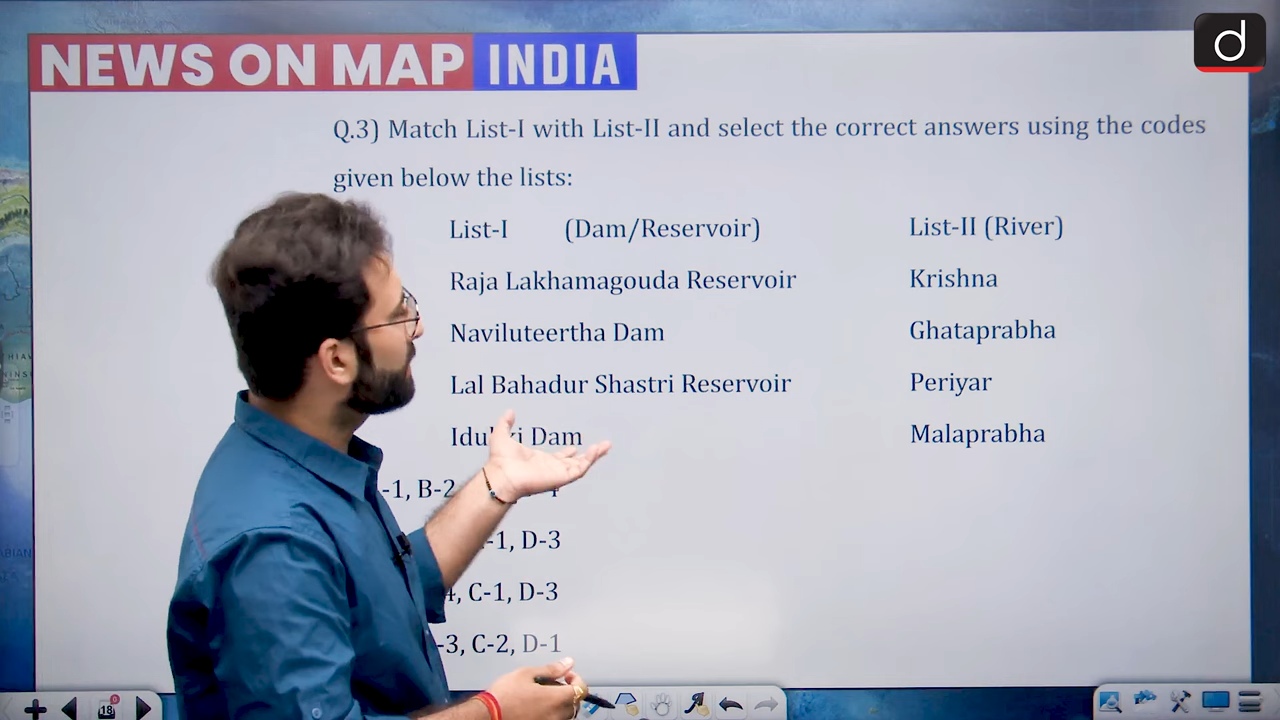 NEWS ON MAP INDIA
Q.3) Match List-I with List-II and select the correct answers using the codes
given below the lists:
List-I (Dam/Reservoir) List-II (River)
Raja Lakhamagouda Reservoir Krishna
Naviluteertha Dam Ghataprabha
Lal Bahadur Shastri Reservoir Periyar
Dam Malaprabha
-1, B-2
-1, D-3
4, C-1, D-3
-3, C-2, D-1
18